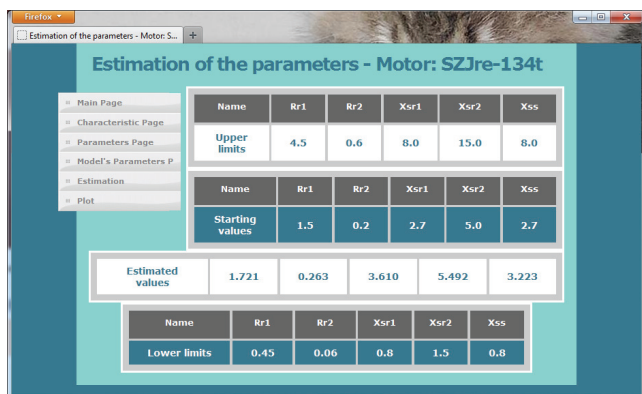 Firefox
Estimation of the parameters - Motor: S...
Estimation of the parameters - Motor: SZJre-134t
Main Page
Characteristic Page
Parameters Page
Model's Parameters P
Estimation
Plot
Name Rr1 Rr2 Xsr1 Xsr2 Xss
Upper
limits 4.5 0.6 8.0 15.0 8.0
Name Rr1 Rr2 Xsr1 Xsr2 Xss
Starting
values 1.5 0.2 2.7 5.0 2.7
Estimated
values 1.721 0.263 3.610 5.492 3.223
Name Rr1 Rr2 Xsr1 Xsr2 Xss
Lower limits 0.45 0.06 0.8 1.5 0.8